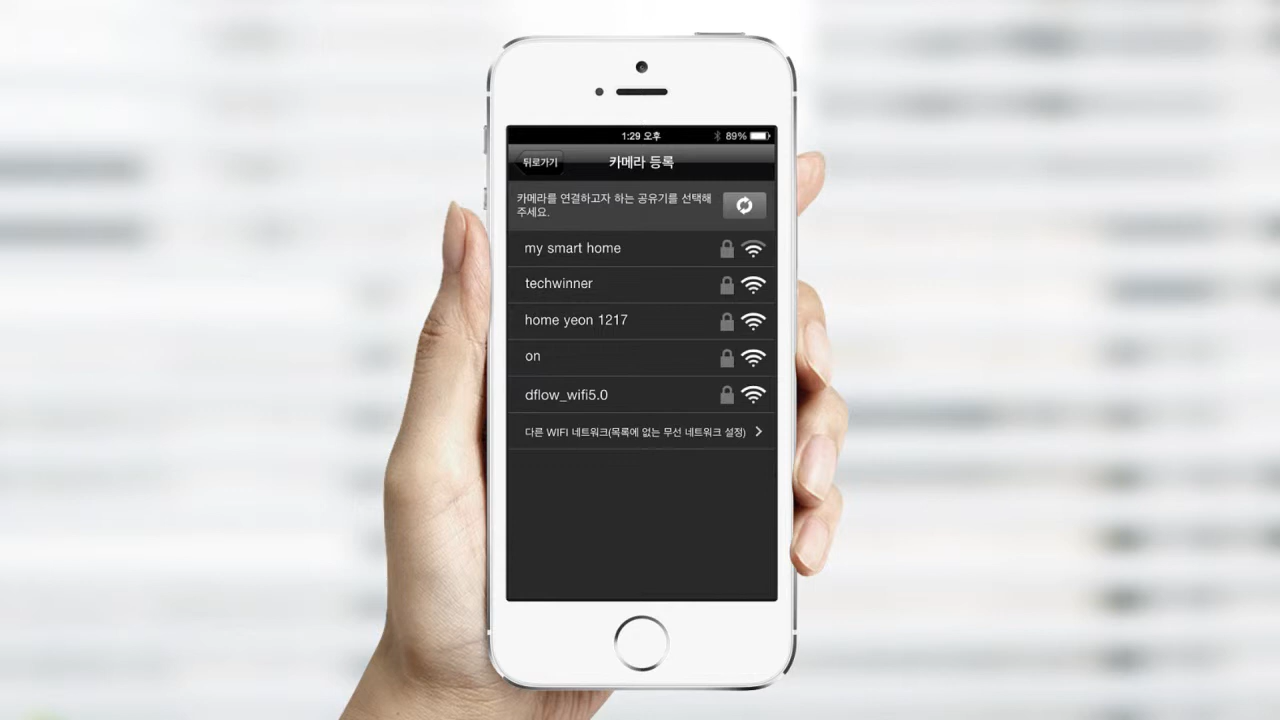 1:29 오후
89%
뒤로가기
카메라 등록
카메라를 연결하고자 하는 공유기를 선택해
주세요.
my smart home
techwinner
home yeon 1217
on
dflow_wifi5.0
다른 WIFI 네트워크(목록에 없는 무선 네트워크 설정)